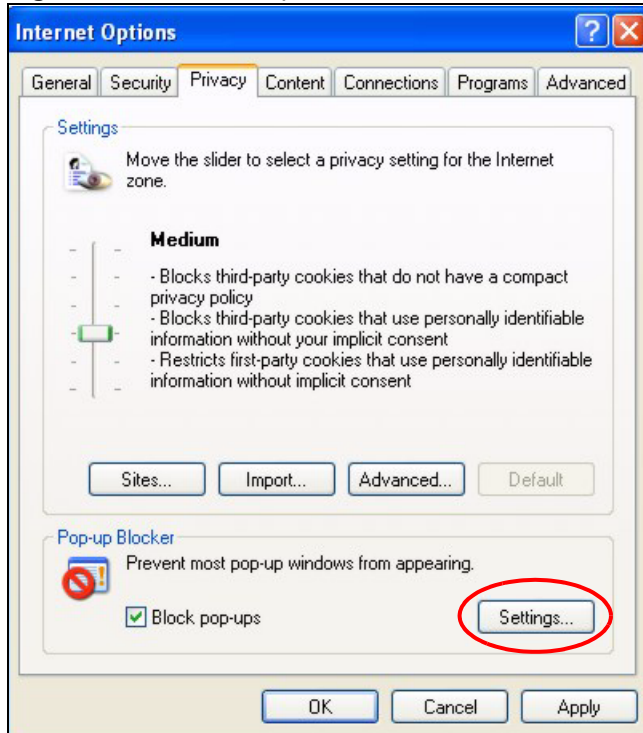 Internet Options
General Security Privacy Content Connections Programs Advanced
Settings
Move the slider to select a privacy setting for the Internet
zone.
Medium
- Blocks third-party cookies that do not have a compact
privacy policy
- Blocks third-party cookies that use personally identifiable
information without your implicit consent
- Restricts first-party cookies that use personally identifiable
information without implicit consent
Sites... Import... Advanced... Default
Pop-up Blocker
Prevent most pop-up windows from appearing.
Block pop-ups Settings...
OK Cancel Apply